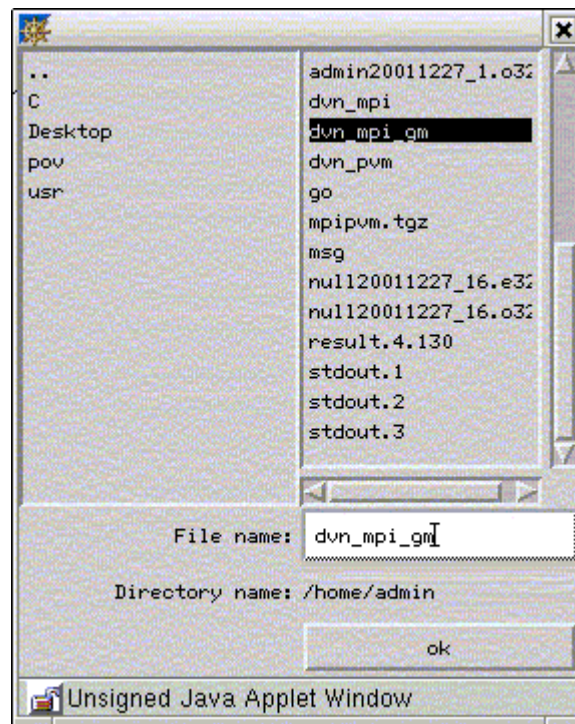 ..
C
Desktop
pov
usr
admin20011227_1.o32
dvn_mpi
dvn_mpi_gm
dvn_pvm
go
mpipvm.tgz
msg
null20011227_16.e32
null20011227_16.o32
result.4.130
stdout.1
stdout.2
stdout.3
File name: dvn_mpi_gm
Directory name: /home/admin
ok
Unsigned Java Applet Window